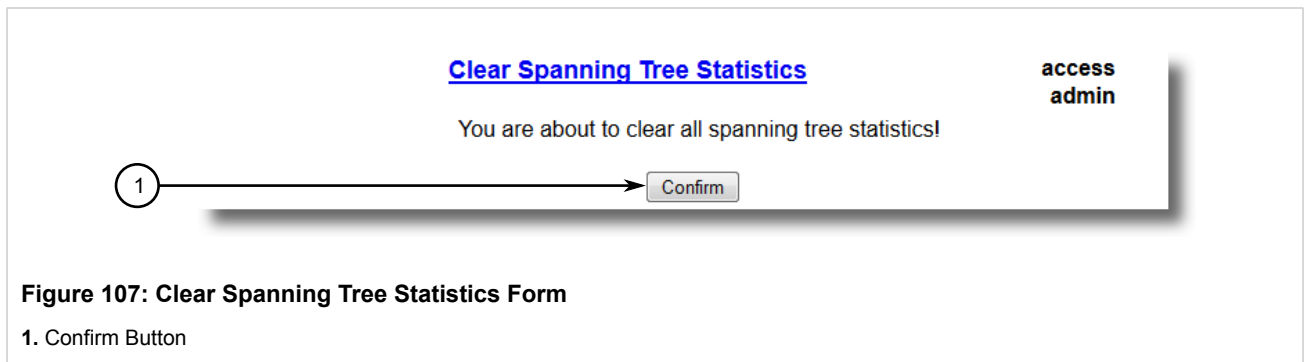 Clear Spanning Tree Statistics
access
admin
You are about to clear all spanning tree statistics!
1
Confirm
Figure 107: Clear Spanning Tree Statistics Form
1. Confirm Button